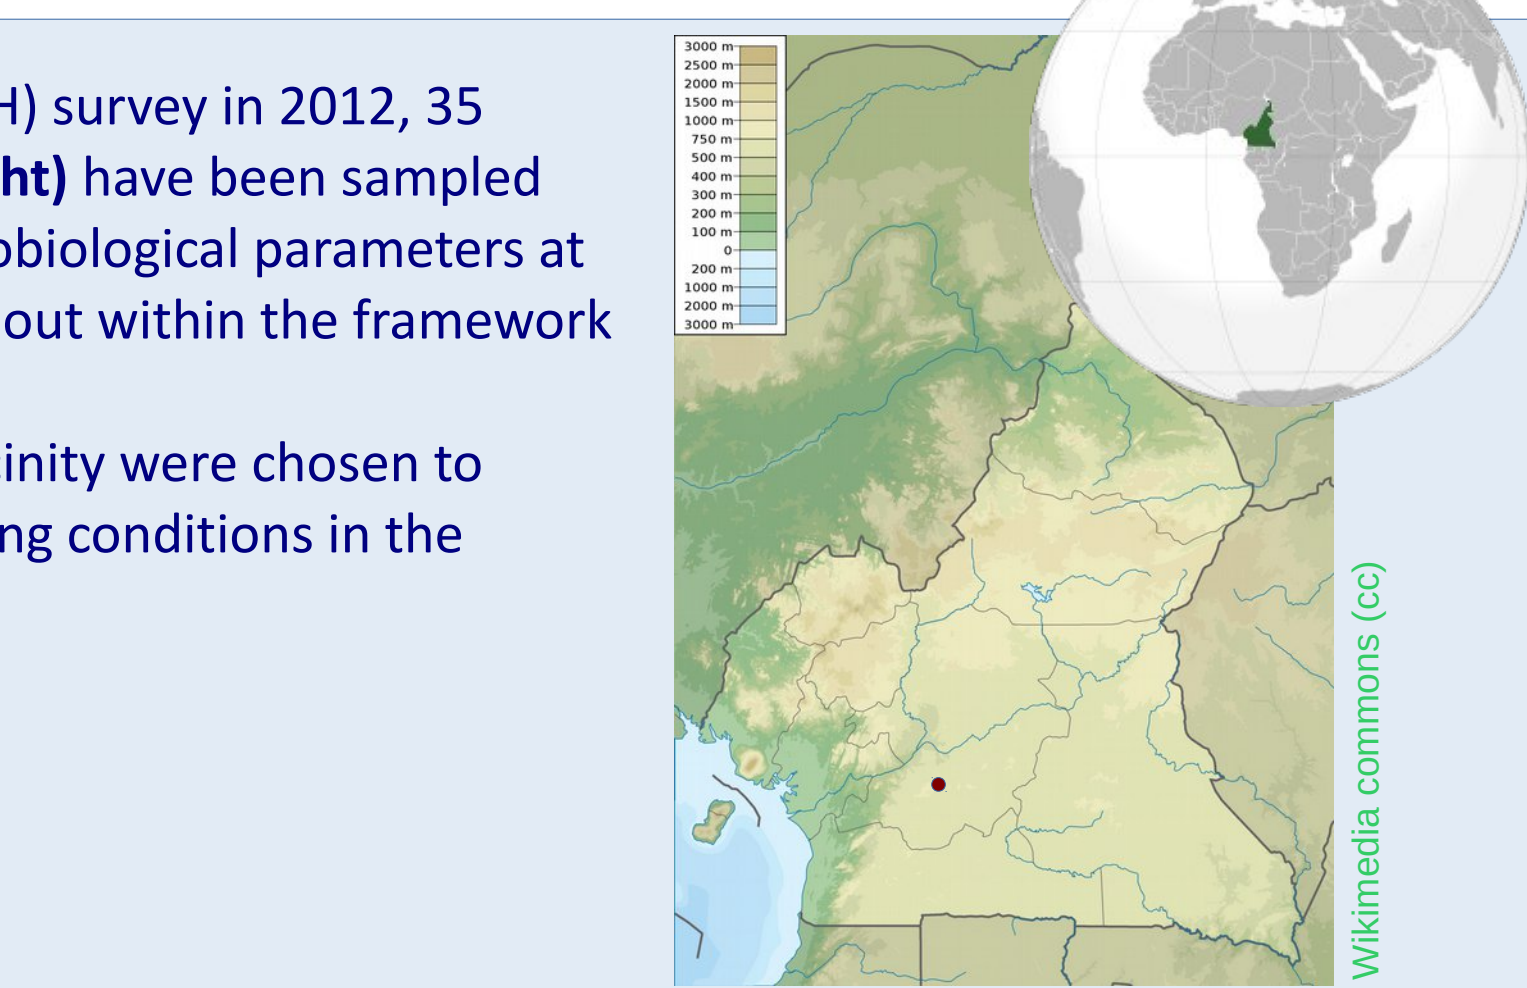 H) survey in 2012, 35
ht) have been sampled
obiological parameters at
out within the framework
cinity were chosen to
ng conditions in the
3000 m
2500 m
2000 m
1500 m
1000 m
750 m
500 m
400 m
300 m
200 m
100 m
0
200 m
1000 m
2000 m
3000 m
Wikimedia commons (cc)